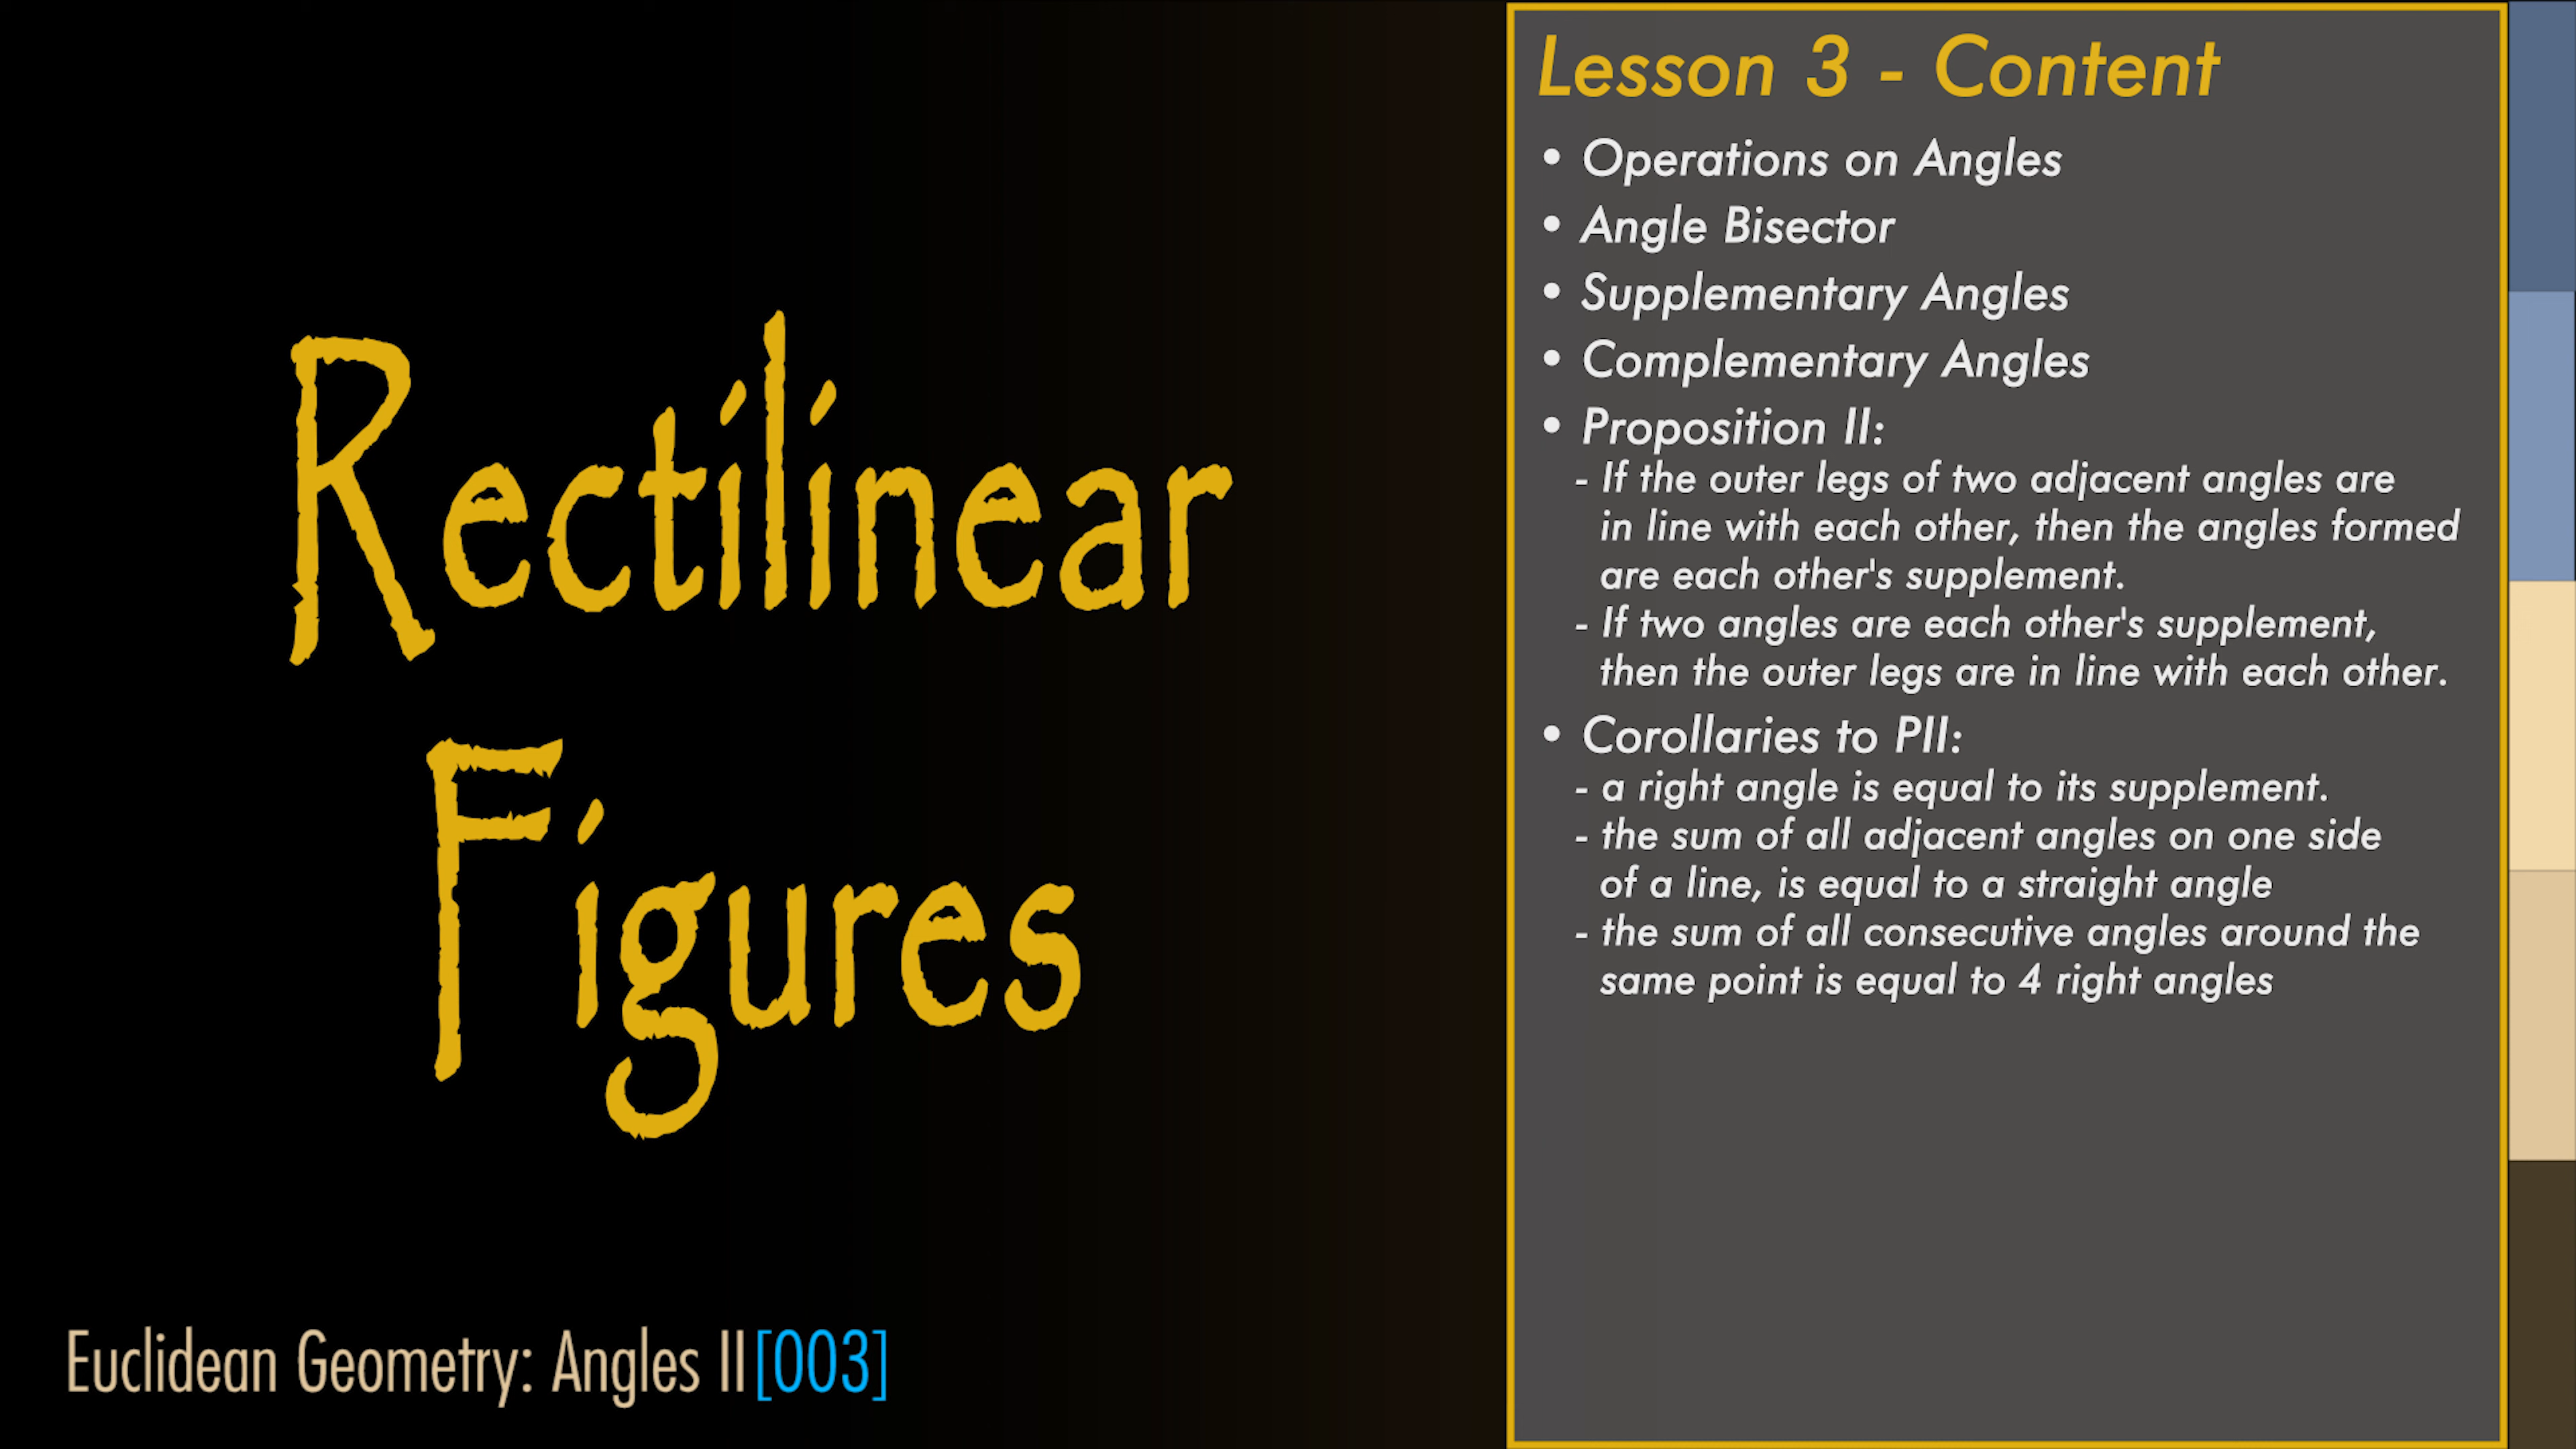 Rectilinear
Figures
Euclidean Geometry: Angles II [003]
Lesson 3 - Content
• Operations on Angles
• Angle Bisector
• Supplementary Angles
• Complementary Angles
• Proposition II:
- If the outer legs of two adjacent angles are
in line with each other, then the angles formed
are each other's supplement.
- If two angles are each other's supplement,
then the outer legs are in line with each other.
• Corollaries to PII:
- a right angle is equal to its supplement.
- the sum of all adjacent angles on one side
of a line, is equal to a straight angle
- the sum of all consecutive angles around the
same point is equal to 4 right angles